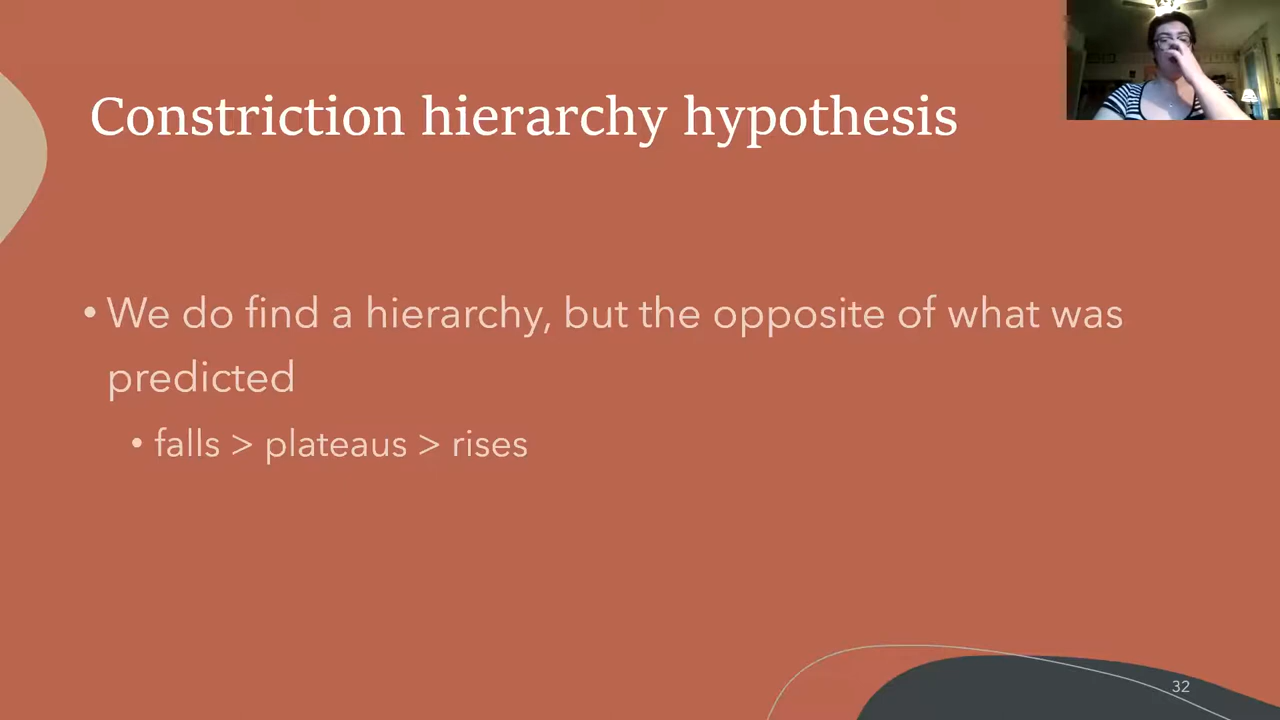 Constriction hierarchy hypothesis
• We do find a hierarchy, but the opposite of what was
predicted
• falls > plateaus > rises
32